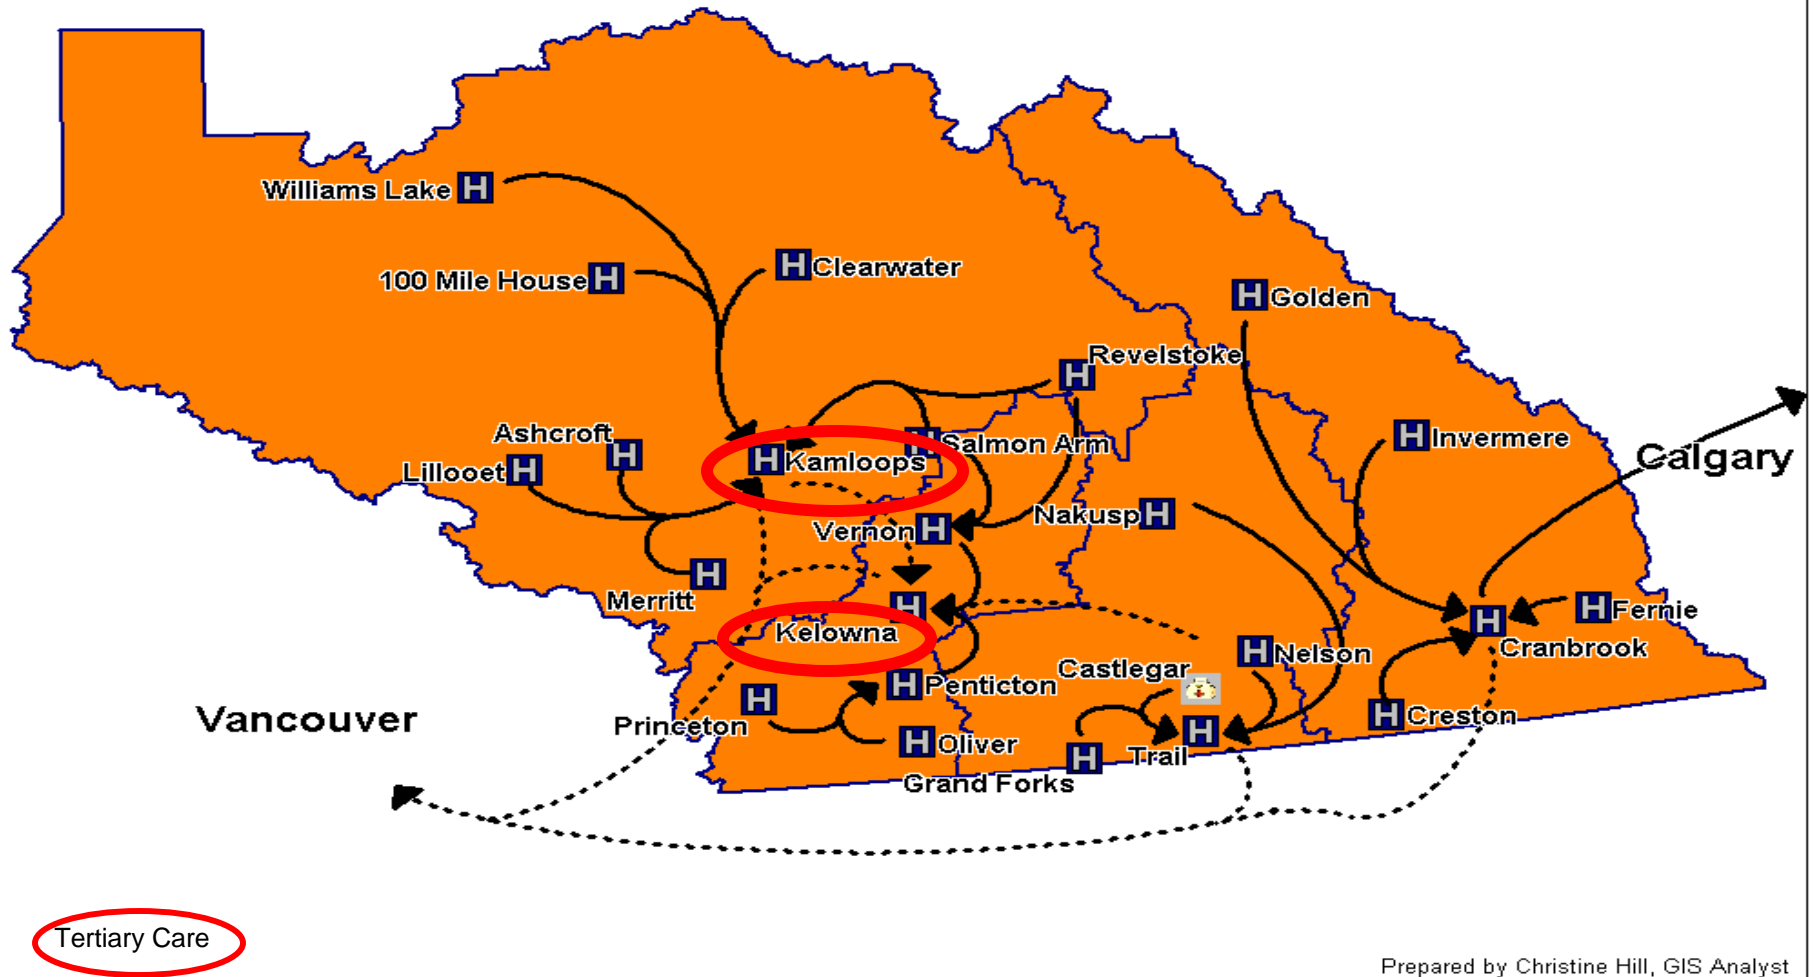 Williams Lake H
100 Mile House H
H Clearwater
H Golden
Revelstoke
H
Ashcroft
H
Lillooet H
H Kamloops
H Salmon Arm
H Invermere
Calgary
Vernon H
Nakusp H
H
Merritt
H
Kelowna
H Fernie
H
Cranbrook
H Nelson
Castlegar
H Penticton
H
Princeton
H Oliver
H
Trail
H
Grand Forks
H Creston
Vancouver
Tertiary Care
Prepared by Christine Hill, GIS Analyst